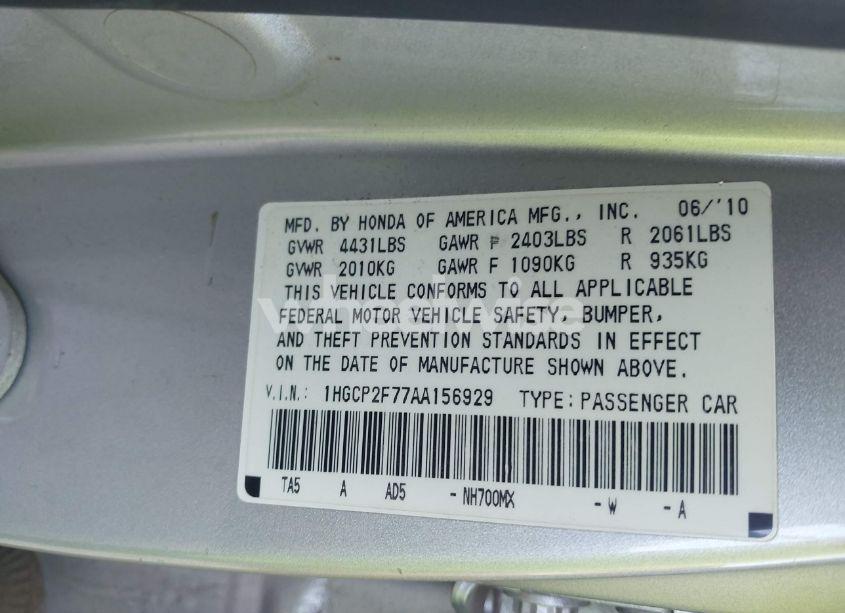 MFD. BY HONDA OF AMERICA MFG., INC. 06/'10
GVWR 4431LBS GAWR F 2403LBS R 2061LBS
GVWR 2010KG GAWR F 1090KG R 935KG
THIS VEHICLE CONFORMS TO ALL APPLICABLE
FEDERAL MOTOR VEHICLE SAFETY, BUMPER,
AND THEFT PREVENTION STANDARDS IN EFFECT
ON THE DATE OF MANUFACTURE SHOWN ABOVE.
wheelwise
V.I.N.: 1HGCP2F77AA156929 TYPE: PASSENGER CAR
TA5 A AD5 - NH700MX - W - A